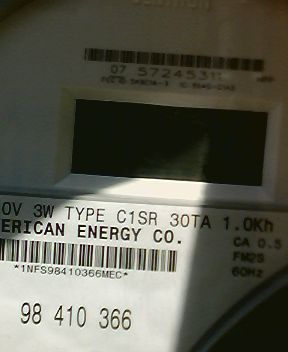 07 5724531
0V 3W TYPE C1SR 30TA 1.0Kh
ERICAN ENERGY CO.
CA 0.5
FM2S
60Hz
*1NFS98410366MEC*
98 410 366